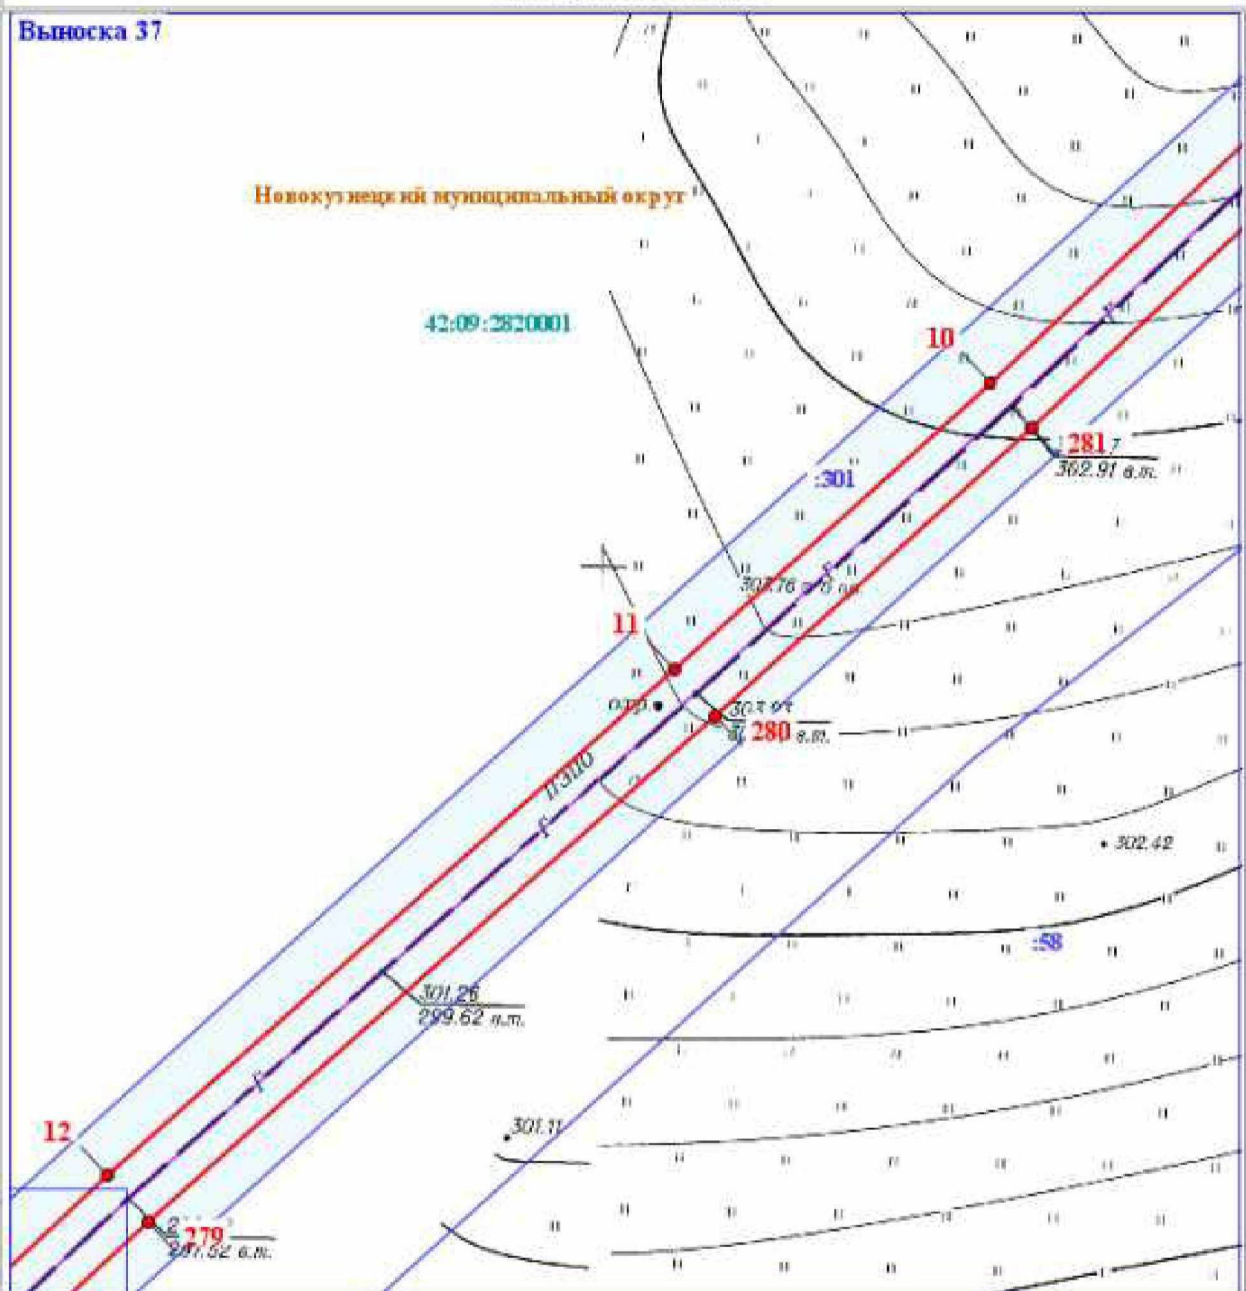 Выноска 37
Новокузнецкий муниципальный округ
42:09:2820001
10
281
302.91 в.т.
:301
11
280
в.т.
ПЭПО
302.42
:58
301.26
299.62 п.т.
301.11
12
279
в.т.